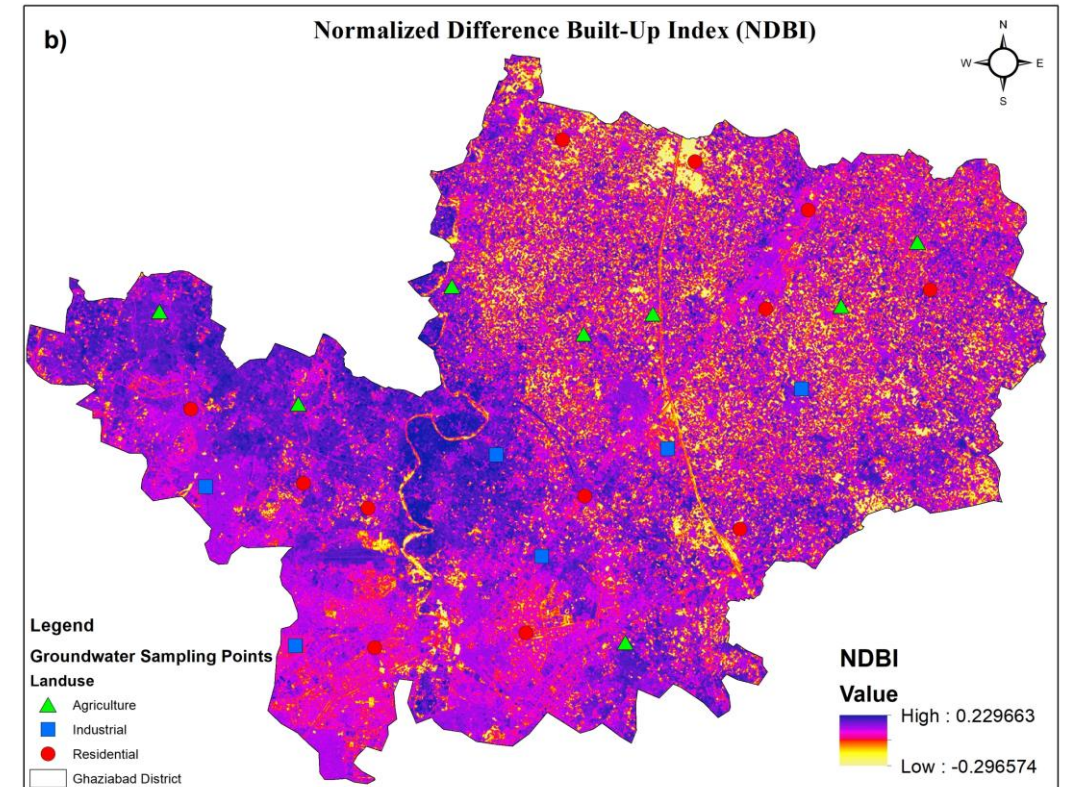 b)
Normalized Difference Built-Up Index (NDBI)
N
W E
S
Legend
Groundwater Sampling Points
Landuse
Agriculture
Industrial
Residential
Ghaziabad District
NDBI
Value
High : 0.229663
Low : -0.296574